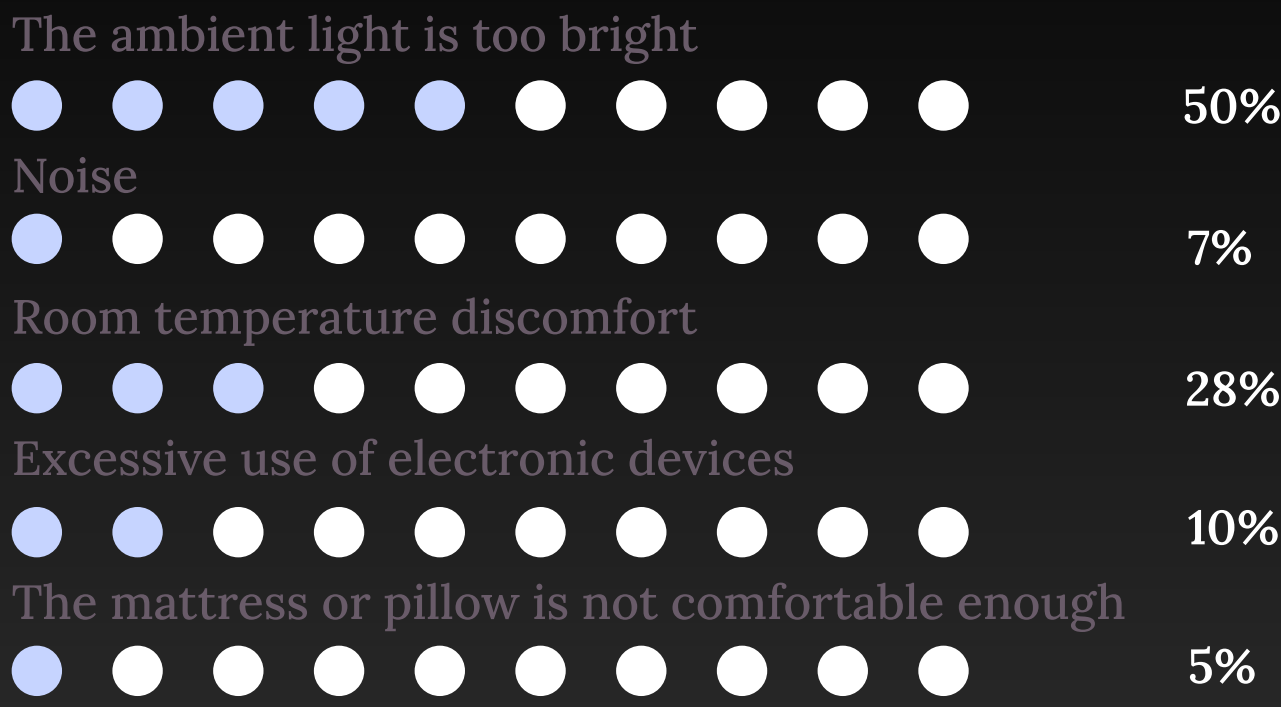 The ambient light is too bright
50%
Noise
7%
Room temperature discomfort
28%
Excessive use of electronic devices
10%
The mattress or pillow is not comfortable enough
5%